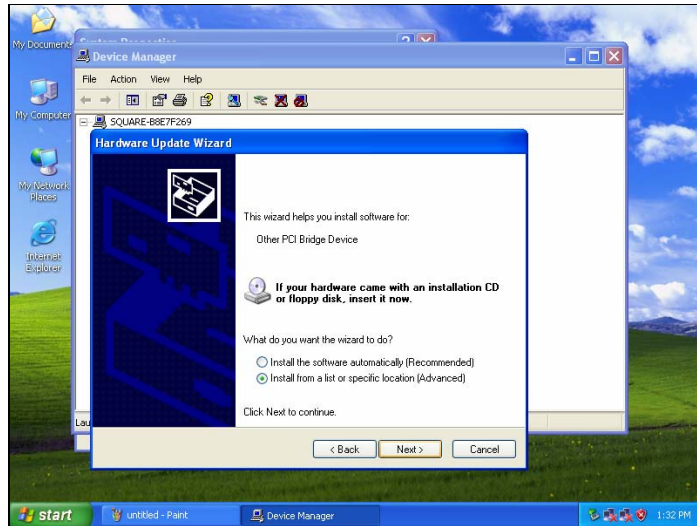 My Documents
Device Manager
File Action View Help
My Computer
SQUARE-B8E7F269
Hardware Update Wizard
This wizard helps you install software for:
Other PCI Bridge Device
My Network
Places
If your hardware came with an installation CD
or floppy disk, insert it now.
Internet
Explorer
What do you want the wizard to do?
Install the software automatically (Recommended)
Install from a list or specific location (Advanced)
Click Next to continue.
Lau
< Back Next > Cancel
start untitled - Paint Device Manager 1:32 PM